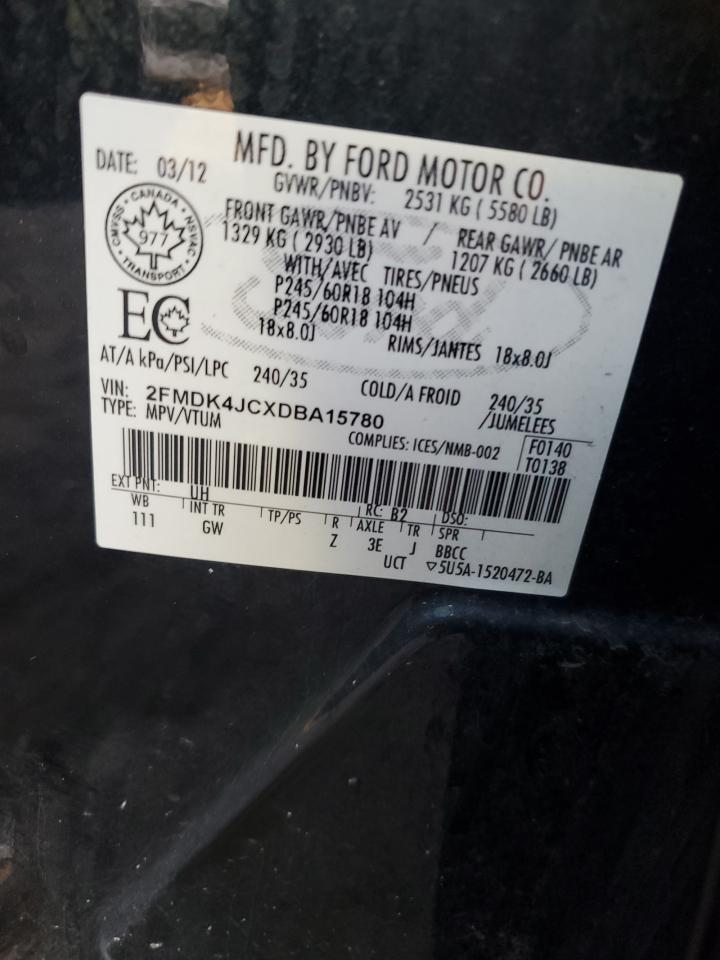 MFD. BY FORD MOTOR CO.
DATE: 03/12
GVWR/PNBV: 2531 KG ( 5580 LB)
FRONT GAWR/PNBE AV / REAR GAWR/ PNBE AR
1329 KG ( 2930 LB) 1207 KG ( 2660 LB)
WITH/AVEC TIRES/PNEUS
P245/60R18 104H
P245/60R18 104H
18x8.0J RIMS/JANTES 18x8.0J
CANADA
CMVSS NSVAC
977
TRANSPORT
EC
AT/A kPa/PSI/LPC 240/35 COLD/A FROID 240/35
VIN: 2FMDK4JCXDBA15780 /JUMELEES
TYPE: MPV/VTUM
COMPLIES: ICES/NMB-002
F0140
T0138
EXT PNT: UH RC: B2 DSO:
WB INT TR TP/PS R AXLE TR SPR
111 GW Z 3E J BBCC
UCT 5U5A-1520472-BA